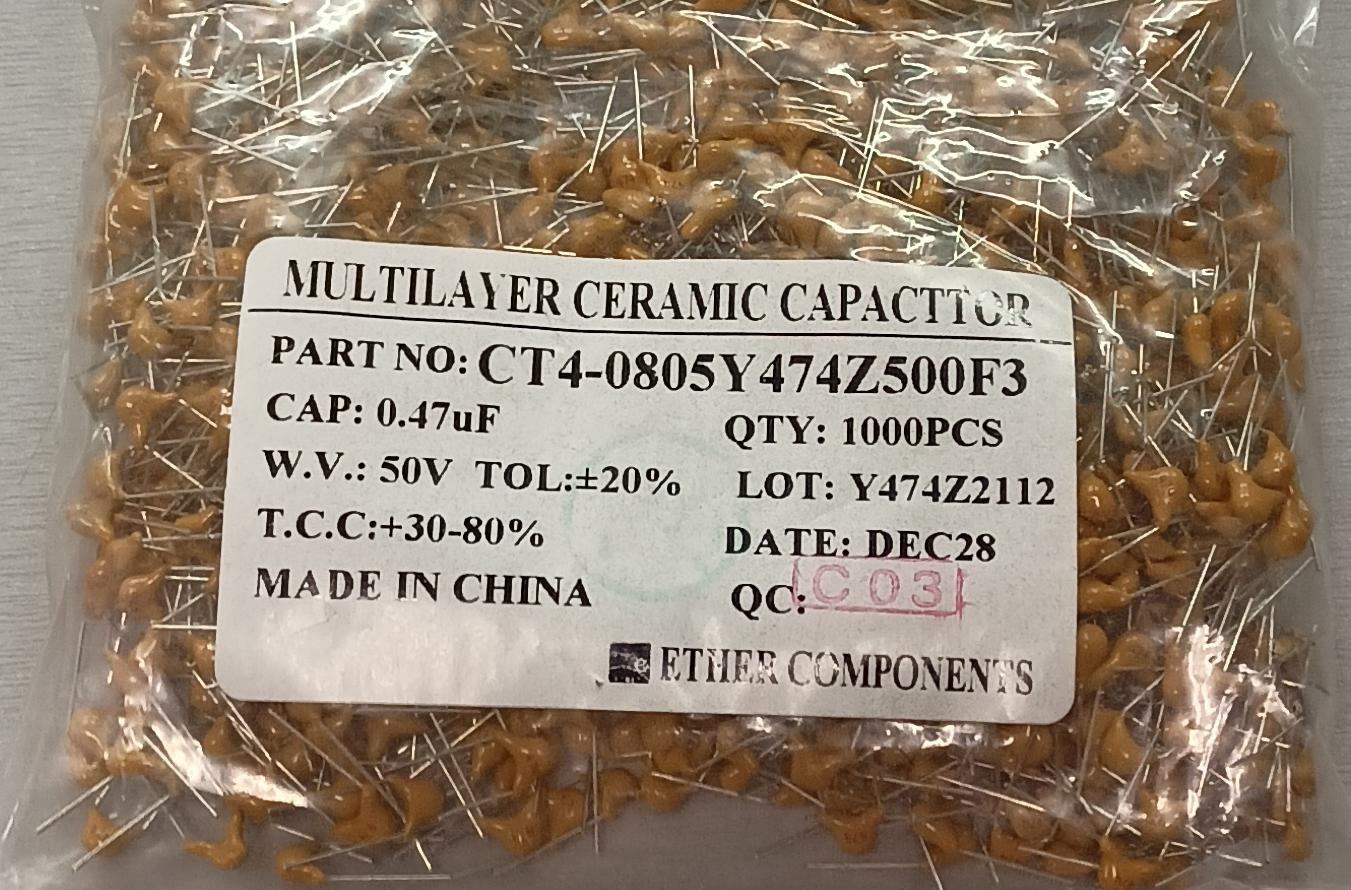 MULTILAYER CERAMIC CAPACTTOR
PART NO: CT4-0805Y474Z500F3
CAP: 0.47uF QTY: 1000PCS
W.V.: 50V TOL:±20% LOT: Y474Z2112
T.C.C:+30-80% DATE: DEC28
MADE IN CHINA QC: C03
ETHER COMPONENTS